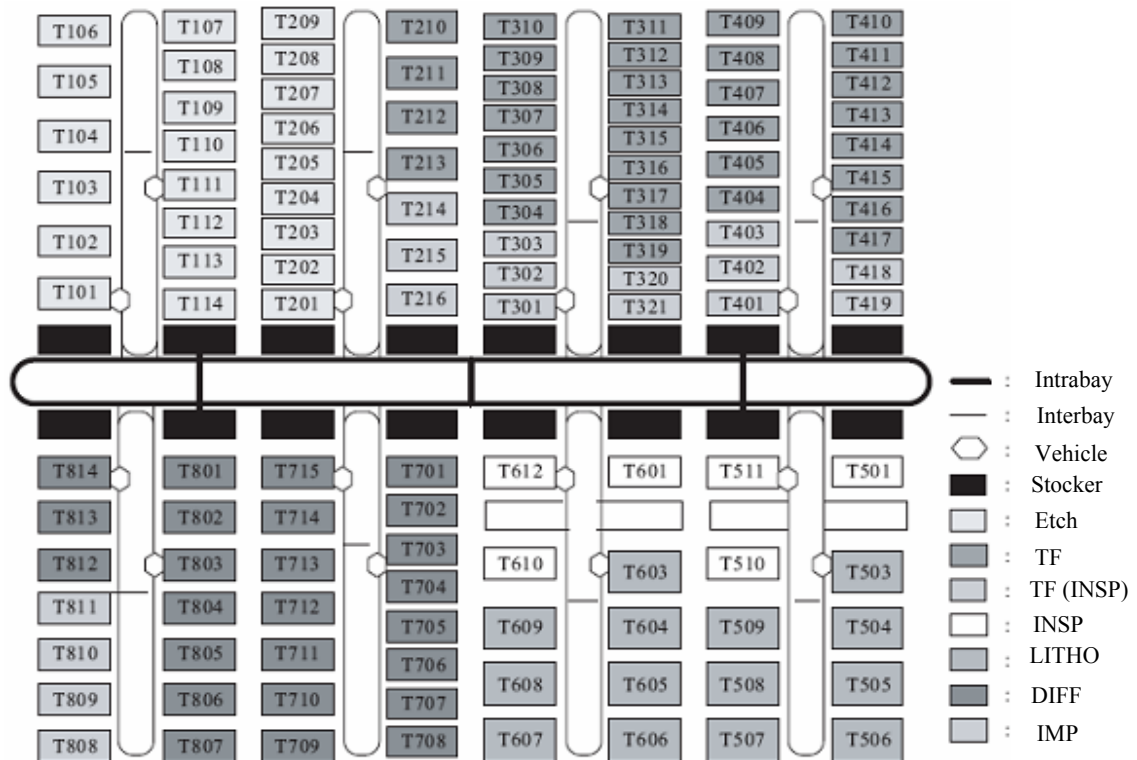 T106 T107 T209 T210 T310 T311 T409 T410
T105 T108 T208 T211 T309 T312 T408 T411
T104 T109 T207 T212 T308 T313 T407 T412
T103 T110 T206 T213 T307 T314 T406 T413
T102 T111 T205 T214 T306 T315 T405 T414
T101 T112 T204 T215 T305 T316 T404 T415
T113 T203 T216 T304 T317 T403 T416
T114 T202 T303 T318 T402 T417
T201 T302 T319 T401 T418
T301 T320 T419
T321
T814 T801 T715 T701 T612 T601 T511 T501
T813 T802 T714 T702
T812 T803 T713 T703 T610 T603 T510 T503
T811 T804 T712 T704 T609 T604 T509 T504
T810 T805 T711 T705 T608 T605 T508 T505
T809 T806 T710 T706 T607 T606 T507 T506
T808 T807 T709 T707
T708
: Intrabay
: Interbay
: Vehicle
: Stocker
: Etch
: TF
: TF (INSP)
: INSP
: LITHO
: DIFF
: IMP